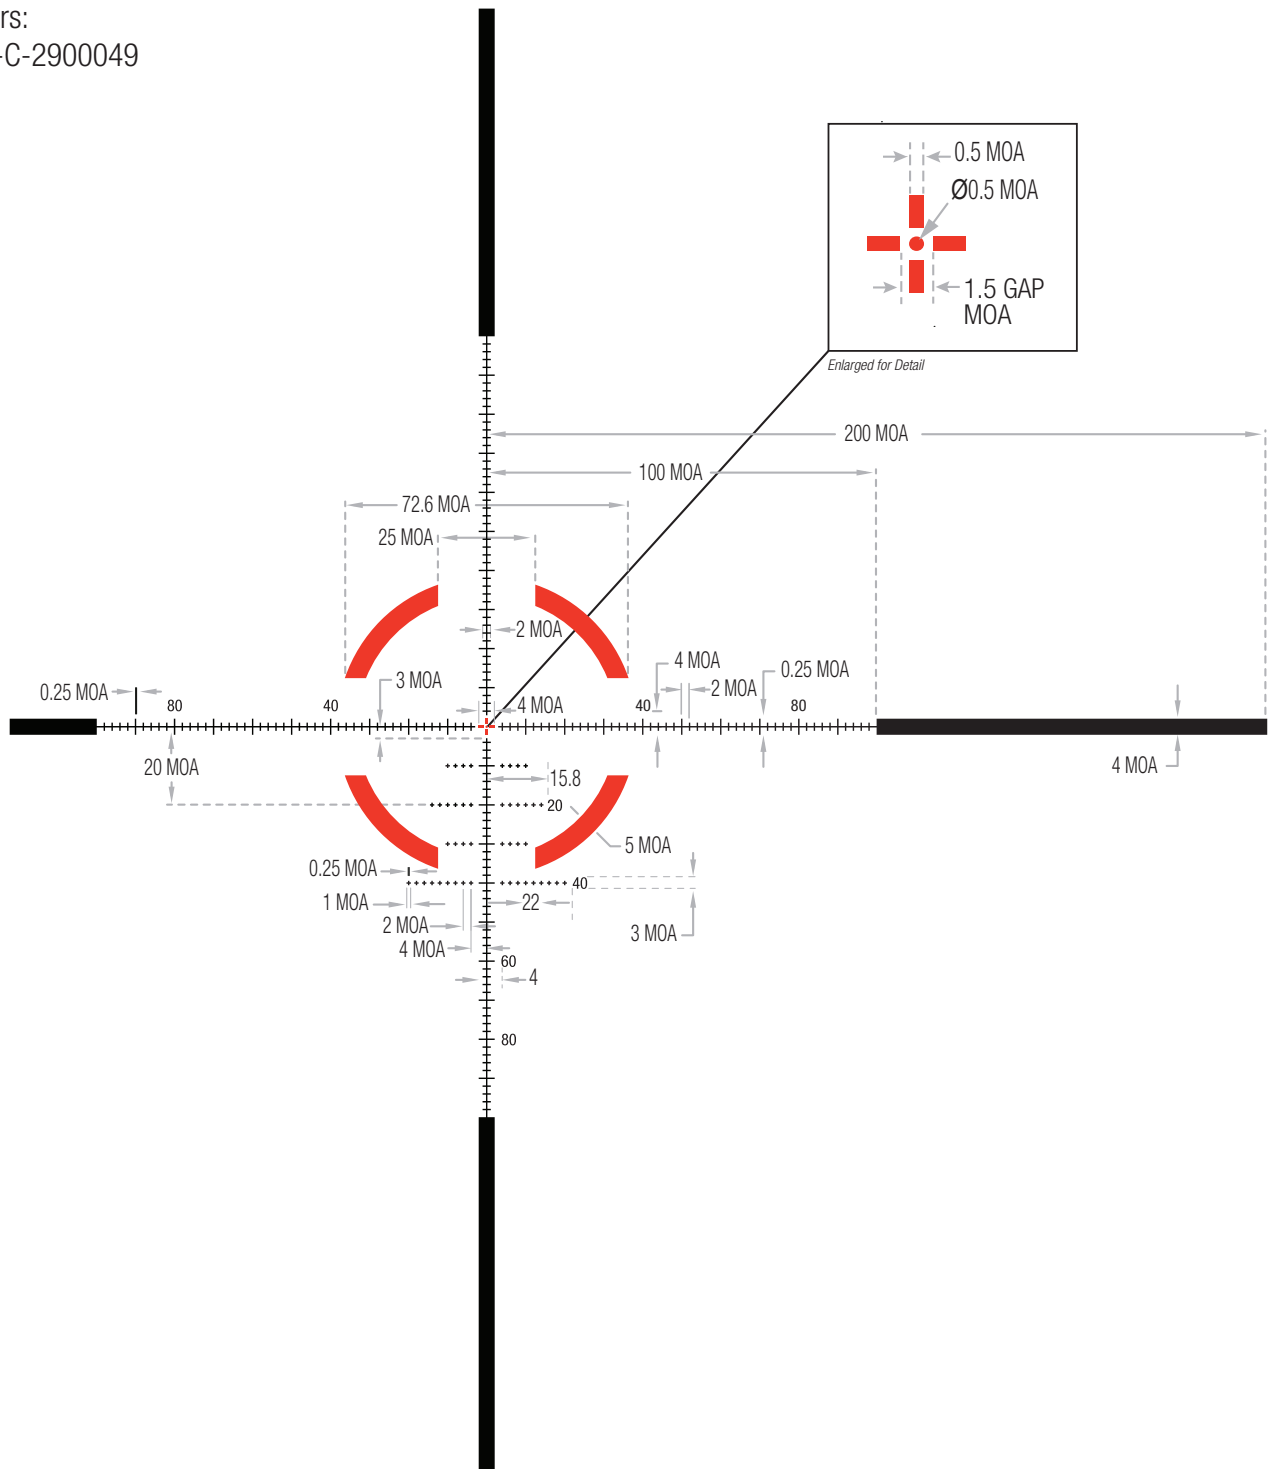 rs:
-C-2900049
0.5 MOA
Ø0.5 MOA
1.5 GAP
MOA
Enlarged for Detail
200 MOA
100 MOA
72.6 MOA
25 MOA
2 MOA
4 MOA
3 MOA
0.25 MOA
0.25 MOA
2 MOA
80
40
4 MOA
40
80
20 MOA
4 MOA
15.8
20
5 MOA
0.25 MOA
40
1 MOA
22
2 MOA
3 MOA
4 MOA
60
4
80